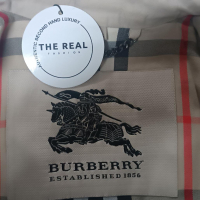 AUTHENTIC SECOND HAND LUXURY
THE REAL
FASHION
BURBERRY
ESTABLISHED 1856